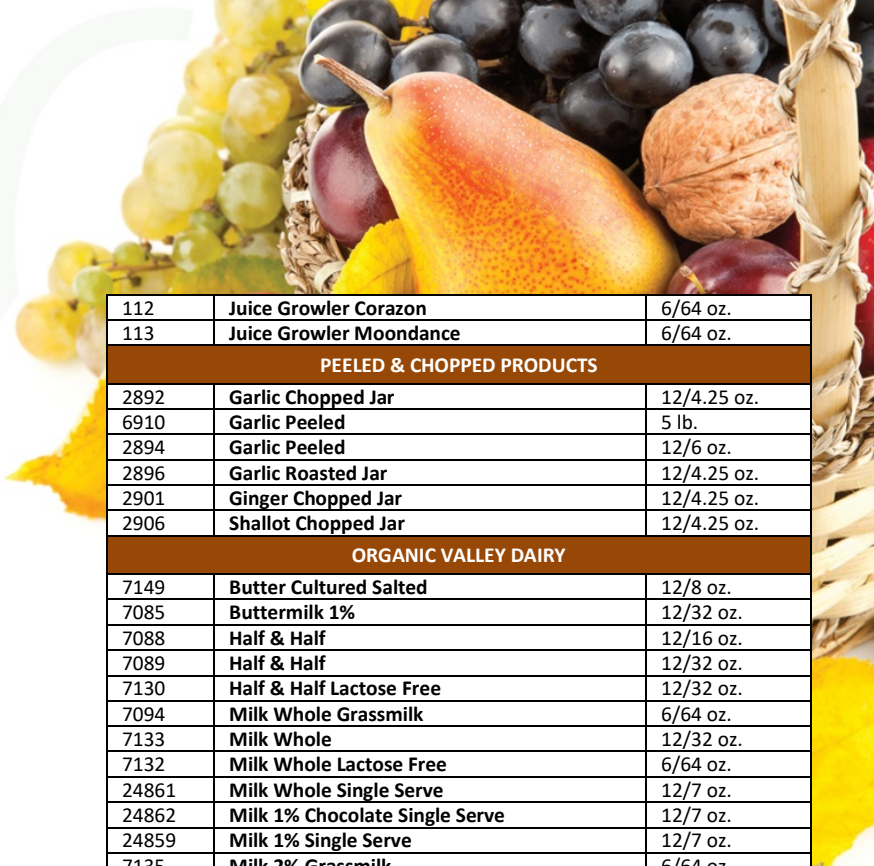 112 Juice Growler Corazon 6/64 oz.
113 Juice Growler Moondance 6/64 oz.
PEELED & CHOPPED PRODUCTS
2892 Garlic Chopped Jar 12/4.25 oz.
6910 Garlic Peeled 5 lb.
2894 Garlic Peeled 12/6 oz.
2896 Garlic Roasted Jar 12/4.25 oz.
2901 Ginger Chopped Jar 12/4.25 oz.
2906 Shallot Chopped Jar 12/4.25 oz.
ORGANIC VALLEY DAIRY
7149 Butter Cultured Salted 12/8 oz.
7085 Buttermilk 1% 12/32 oz.
7088 Half & Half 12/16 oz.
7089 Half & Half 12/32 oz.
7130 Half & Half Lactose Free 12/32 oz.
7094 Milk Whole Grassmilk 6/64 oz.
7133 Milk Whole 12/32 oz.
7132 Milk Whole Lactose Free 6/64 oz.
24861 Milk Whole Single Serve 12/7 oz.
24862 Milk 1% Chocolate Single Serve 12/7 oz.
24859 Milk 1% Single Serve 12/7 oz.
7135 Milk 2% Grassmilk 6/64 oz.